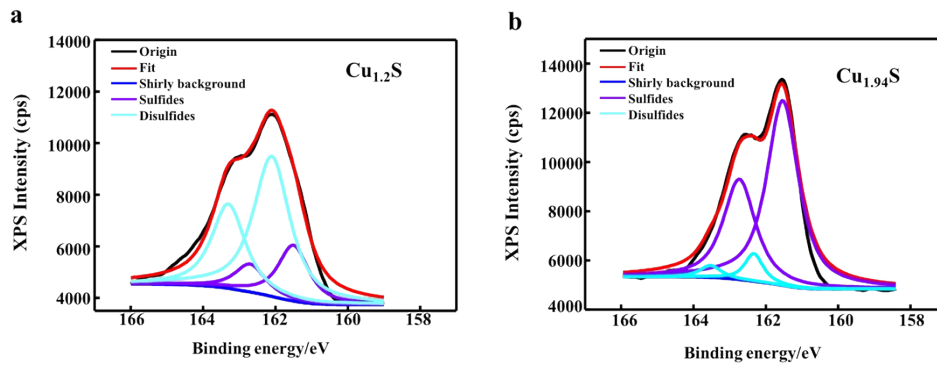 a
14000
12000
10000
8000
6000
4000
166
164
162
160
158
XPS Intensity (cps)
Binding energy/eV
Origin
Fit
Shirly background
Sulfides
Disulfides
Cu1.2S
b
14000
12000
10000
8000
6000
4000
166
164
162
160
158
XPS Intensity (cps)
Binding energy/eV
Origin
Fit
Shirly background
Sulfides
Disulfides
Cu1.94S